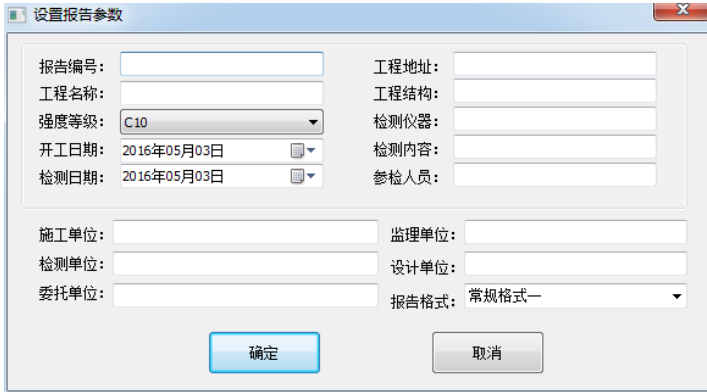 设置报告参数
报告编号： 工程地址：
工程名称： 工程结构：
强度等级： C10 检测仪器：
开工日期： 2016年05月03日 检测内容：
检测日期： 2016年05月03日 参检人员：
施工单位： 监理单位：
检测单位： 设计单位：
委托单位： 报告格式： 常规格式一
确定 取消